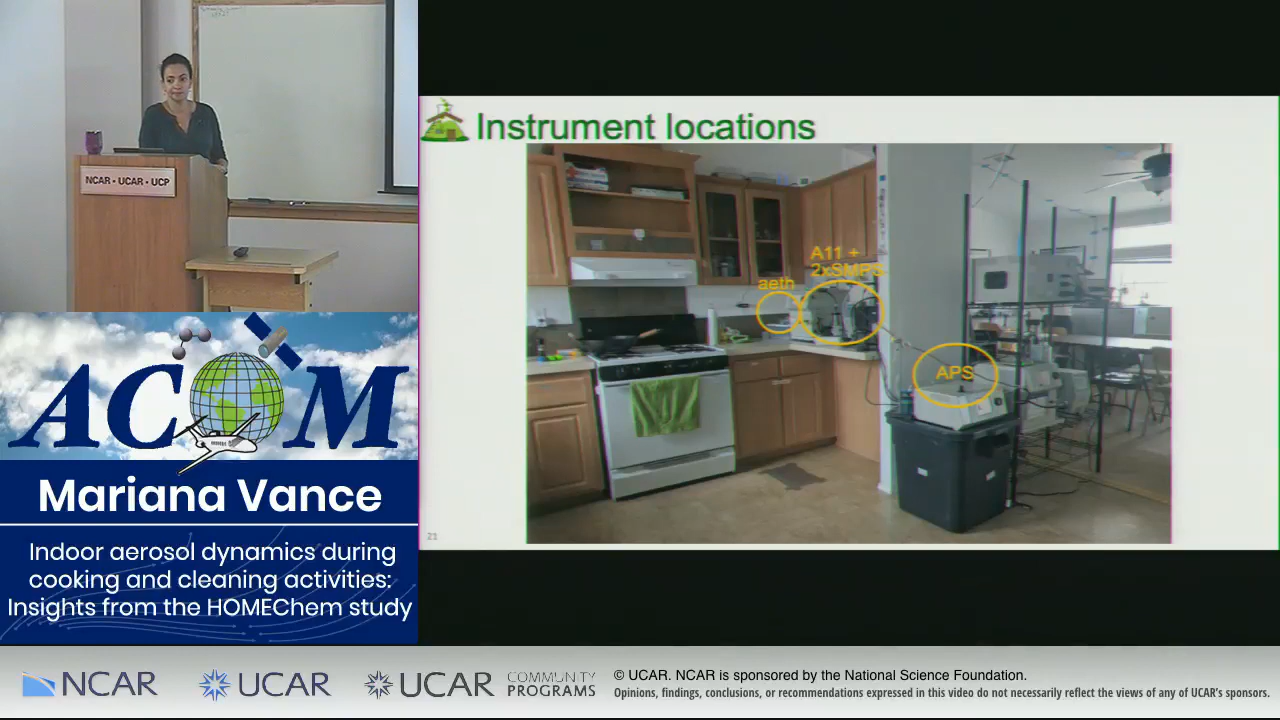 NCAR • UCAR • UCP
Instrument locations
A11 +
2xSMPS
aeth
APS
21
ACOM
Mariana Vance
Indoor aerosol dynamics during
cooking and cleaning activities:
Insights from the HOMEChem study
NCAR
UCAR
UCAR
COMMUNITY
PROGRAMS
© UCAR. NCAR is sponsored by the National Science Foundation.
Opinions, findings, conclusions, or recommendations expressed in this video do not necessarily reflect the views of any of UCAR's sponsors.